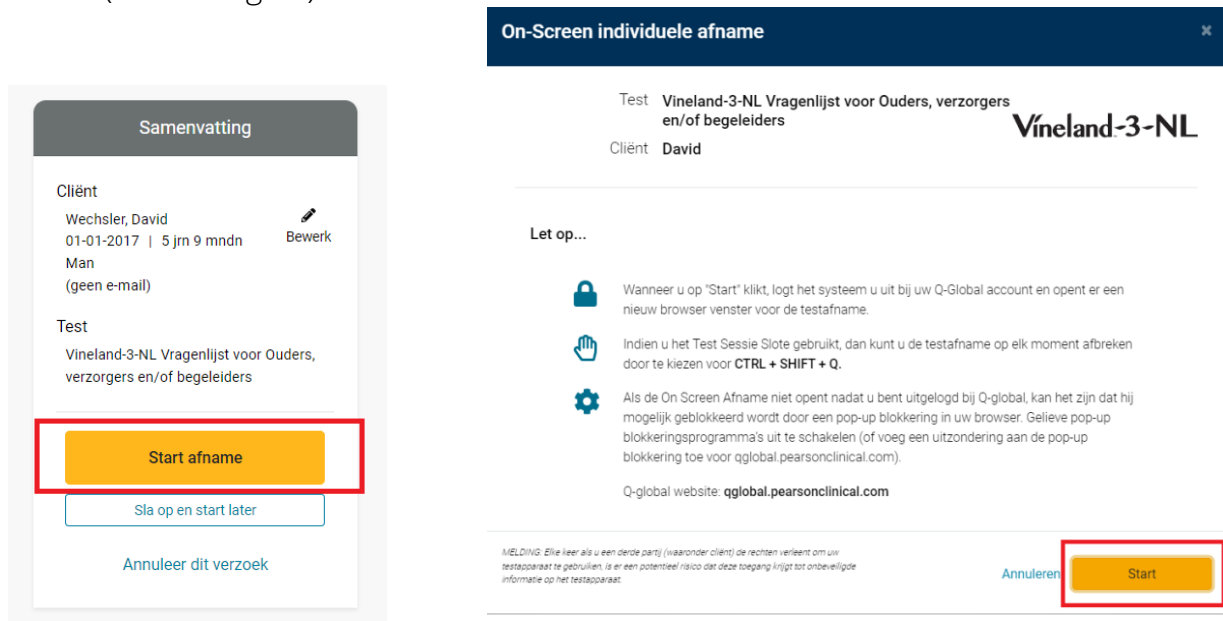 On-Screen individuele afname
×
Samenvatting
Cliënt
Wechsler, David
01-01-2017 | 5 jrn 9 mndn
Man
(geen e-mail)
Bewerk
Test
Vineland-3-NL Vragenlijst voor Ouders,
verzorgers en/of begeleiders
Start afname
Sla op en start later
Annuleer dit verzoek
Test Vineland-3-NL Vragenlijst voor Ouders, verzorgers
en/of begeleiders
Vineland-3-NL
Cliënt David
Let op...
Wanneer u op "Start" klikt, logt het systeem u uit bij uw Q-Global account en opent er een
nieuw browser venster voor de testafname.
Indien u het Test Sessie Slote gebruikt, dan kunt u de testafname op elk moment afbreken
door te kiezen voor CTRL + SHIFT + Q.
Als de On Screen Afname niet opent nadat u bent uitgelogd bij Q-global, kan het zijn dat hij
mogelijk geblokkeerd wordt door een pop-up blokkering in uw browser. Gelieve pop-up
blokkeringsprogramma's uit te schakelen (of voeg een uitzondering aan de pop-up
blokkering toe voor qglobal.pearsonclinical.com).
Q-global website: qglobal.pearsonclinical.com
MELDING: Elke keer als u een derde partij (waaronder cliënt) de rechten verleent om uw
testapparaat te gebruiken, is er een potentieel risico dat deze toegang krijgt tot onbeveiligde
informatie op het testapparaat.
Annuleren
Start